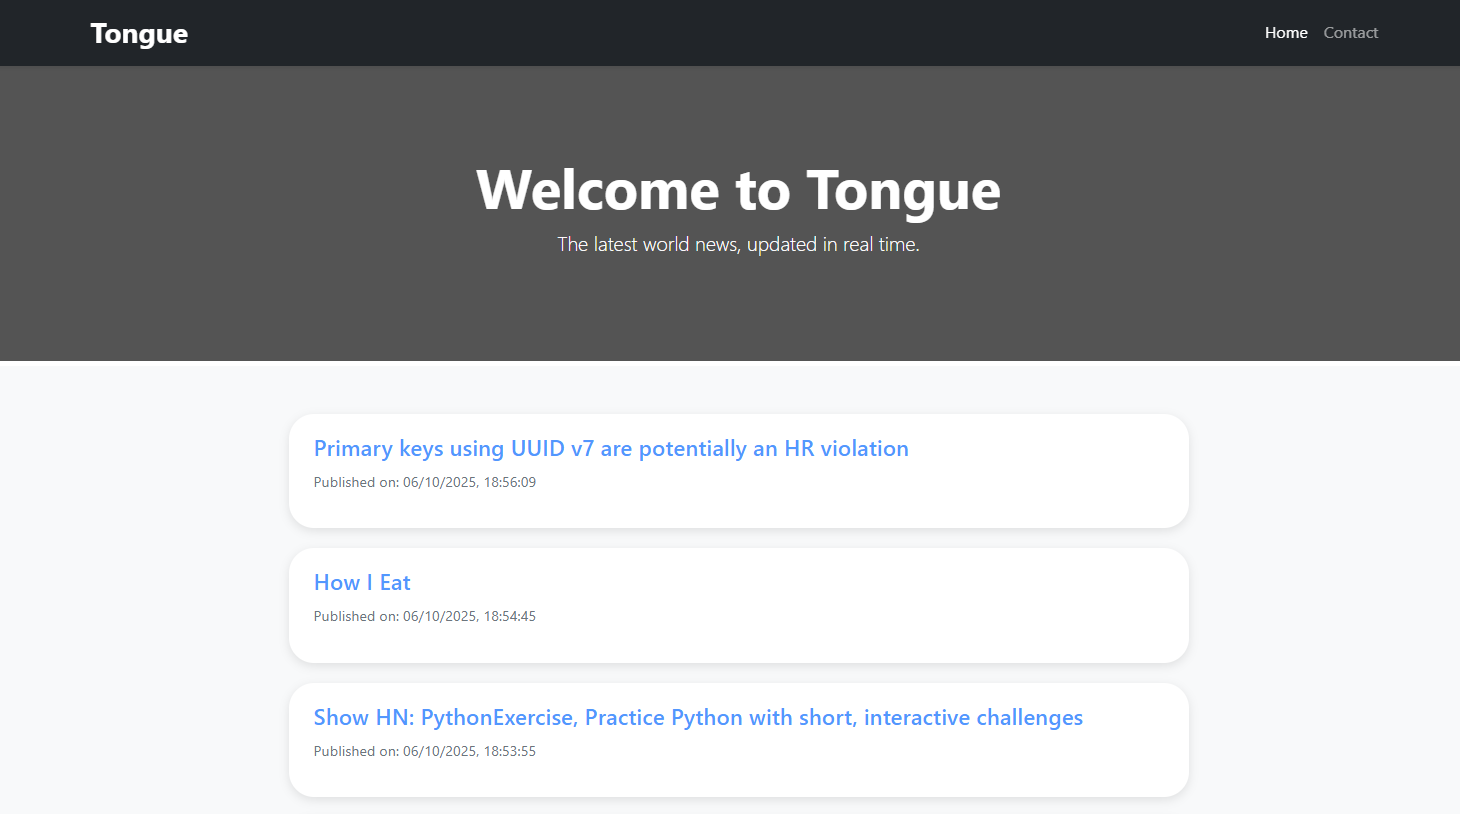 Tongue
Home Contact
Welcome to Tongue
The latest world news, updated in real time.
Primary keys using UUID v7 are potentially an HR violation
Published on: 06/10/2025, 18:56:09
How I Eat
Published on: 06/10/2025, 18:54:45
Show HN: PythonExercise, Practice Python with short, interactive challenges
Published on: 06/10/2025, 18:53:55